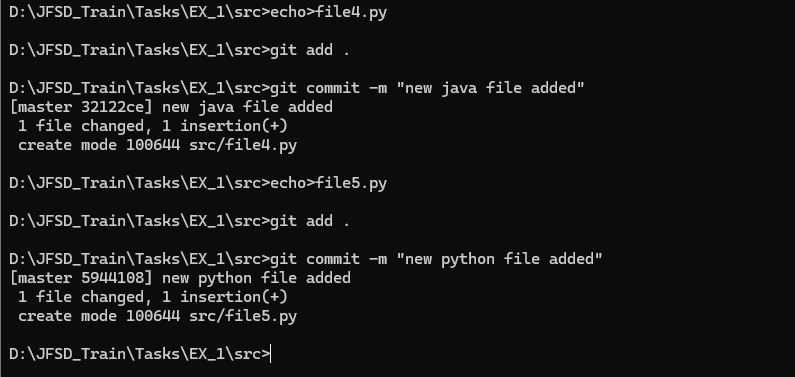 D:\JFSD_Train\Tasks\EX_1\src>echo>file4.py
D:\JFSD_Train\Tasks\EX_1\src>git add .
D:\JFSD_Train\Tasks\EX_1\src>git commit -m "new java file added"
[master 32122ce] new java file added
 1 file changed, 1 insertion(+)
 create mode 100644 src/file4.py
D:\JFSD_Train\Tasks\EX_1\src>echo>file5.py
D:\JFSD_Train\Tasks\EX_1\src>git add .
D:\JFSD_Train\Tasks\EX_1\src>git commit -m "new python file added"
[master 5944108] new python file added
 1 file changed, 1 insertion(+)
 create mode 100644 src/file5.py
D:\JFSD_Train\Tasks\EX_1\src>